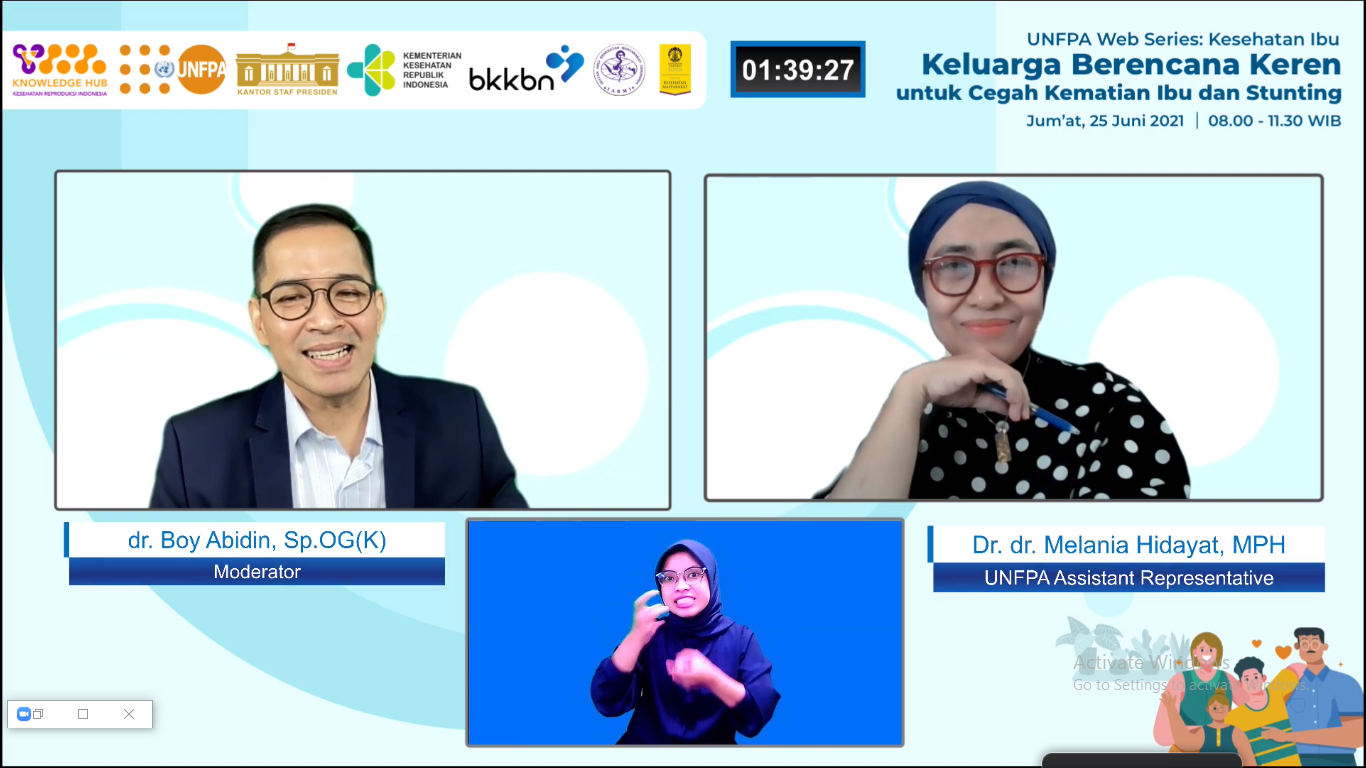 KNOWLEDGE HUB
KESEHATAN REPRODUKSI INDONESIA
UNFPA
KANTOR STAF PRESIDEN
KEMENTERIAN
KESEHATAN
REPUBLIK
INDONESIA
bkkbn
01:39:27
UNFPA Web Series: Kesehatan Ibu
Keluarga Berencana Keren
untuk Cegah Kematian Ibu dan Stunting
Jum'at, 25 Juni 2021 | 08.00 - 11.30 WIB
dr. Boy Abidin, Sp.OG(K)
Moderator
Dr. dr. Melania Hidayat, MPH
UNFPA Assistant Representative
Activate Windows
Go to Settings to activate Windows.